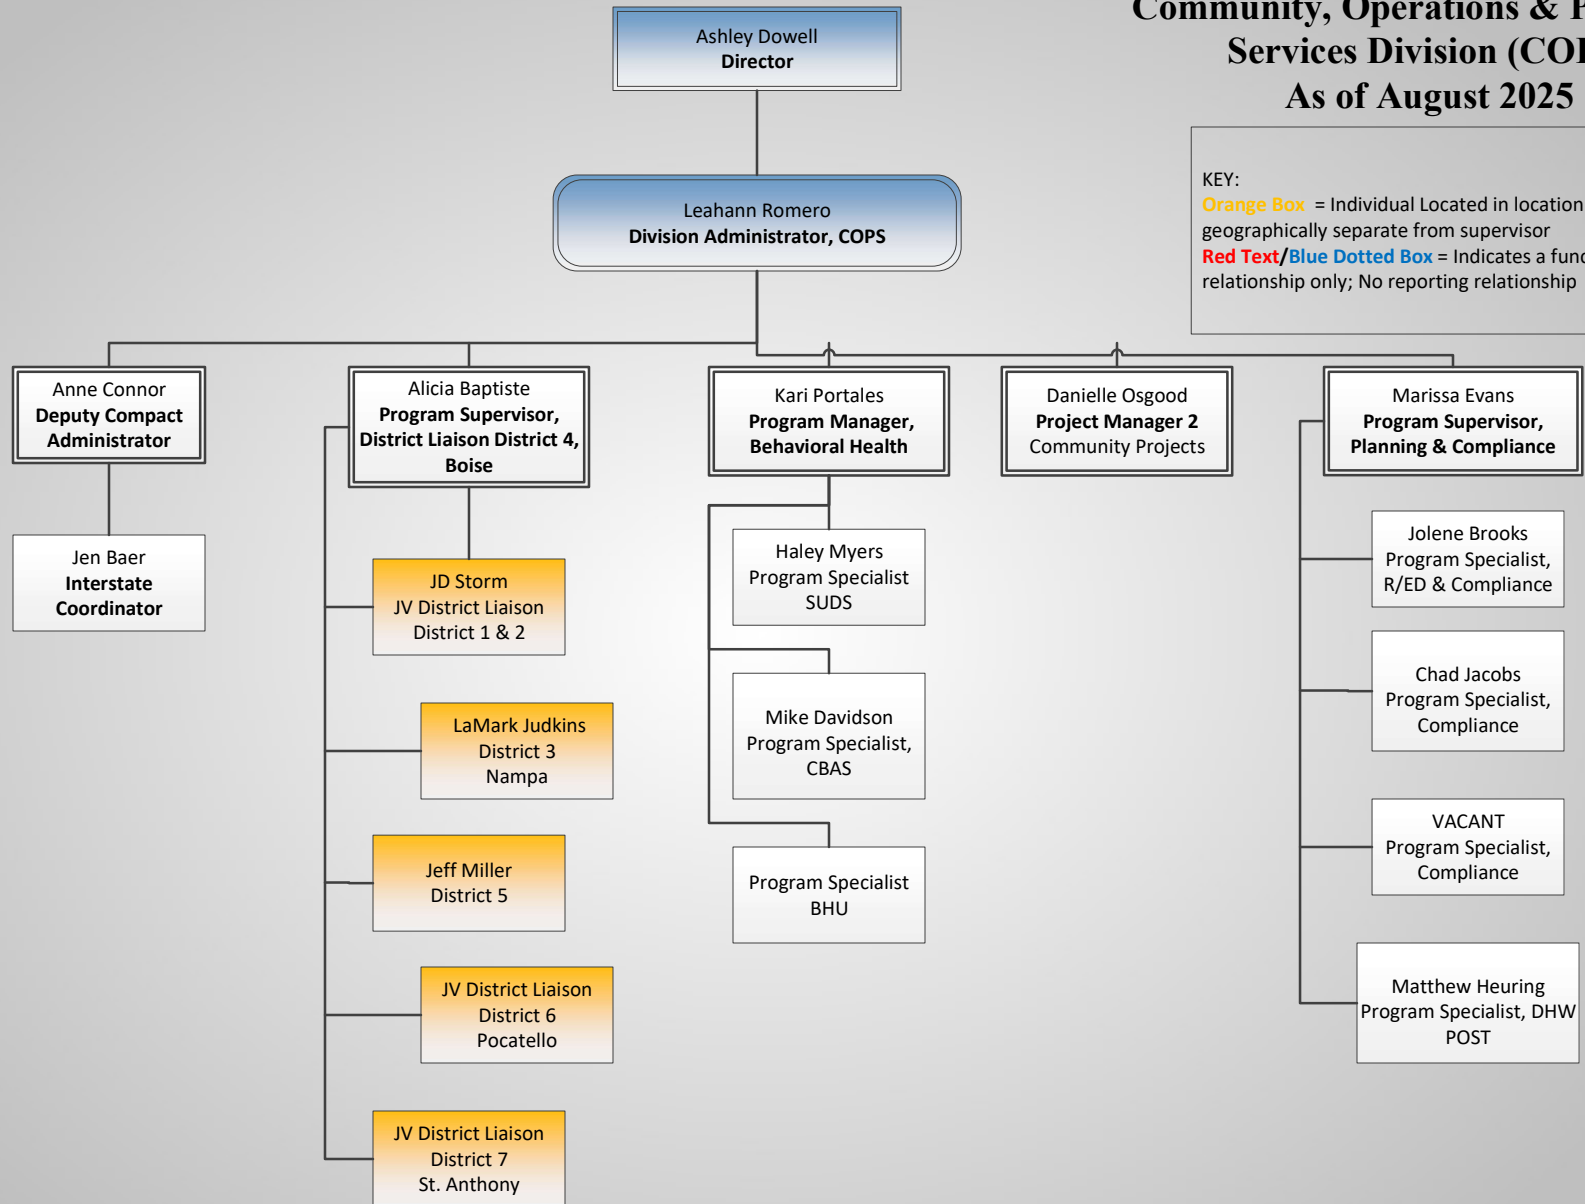 Community, Operations &
Services Division
As of August 2025
KEY:
Orange Box = Individual Located in location
geographically separate from supervisor
Red Text/Blue Dotted Box = Indicates a
relationship only; No reporting relationship
Ashley Dowell
Director
Leahann Romero
Division Administrator, COPS
Anne Connor
Deputy Compact
Administrator
Jen Baer
Interstate
Coordinator
Alicia Baptiste
Program Supervisor,
District Liaison District 4,
Boise
JD Storm
JV District Liaison
District 1 & 2
LaMark Judkins
District 3
Nampa
Jeff Miller
District 5
JV District Liaison
District 6
Pocatello
JV District Liaison
District 7
St. Anthony
Kari Portales
Program Manager,
Behavioral Health
Haley Myers
Program Specialist
SUDS
Mike Davidson
Program Specialist,
CBAS
Program Specialist
BHU
Danielle Osgood
Project Manager 2
Community Projects
Marissa Evans
Program Supervisor,
Planning & Compliance
Jolene Brooks
Program Specialist,
R/ED & Compliance
Chad Jacobs
Program Specialist,
Compliance
VACANT
Program Specialist,
Compliance
Matthew Heuring
Program Specialist, DHW
POST